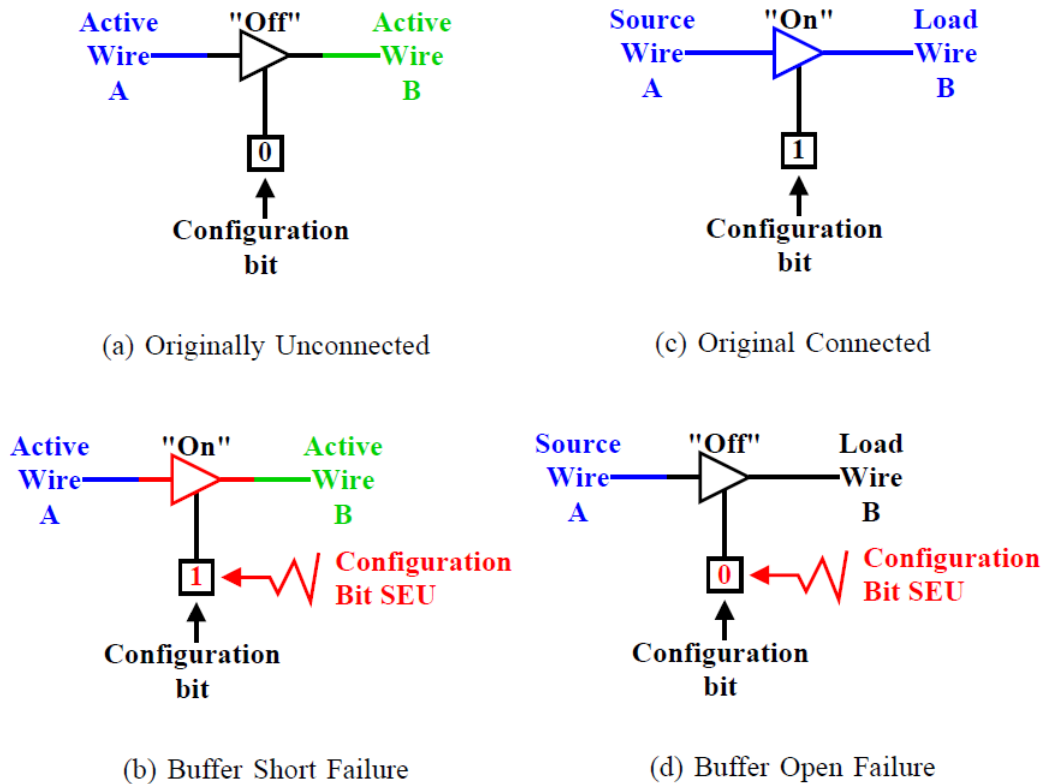 Active
Wire
A
"Off"
Active
Wire
B
0
Configuration
bit
(a) Originally Unconnected
Source
Wire
A
"On"
Load
Wire
B
1
Configuration
bit
(c) Original Connected
Active
Wire
A
"On"
Active
Wire
B
1
Configuration
Bit SEU
Configuration
bit
(b) Buffer Short Failure
Source
Wire
A
"Off"
Load
Wire
B
0
Configuration
Bit SEU
Configuration
bit
(d) Buffer Open Failure